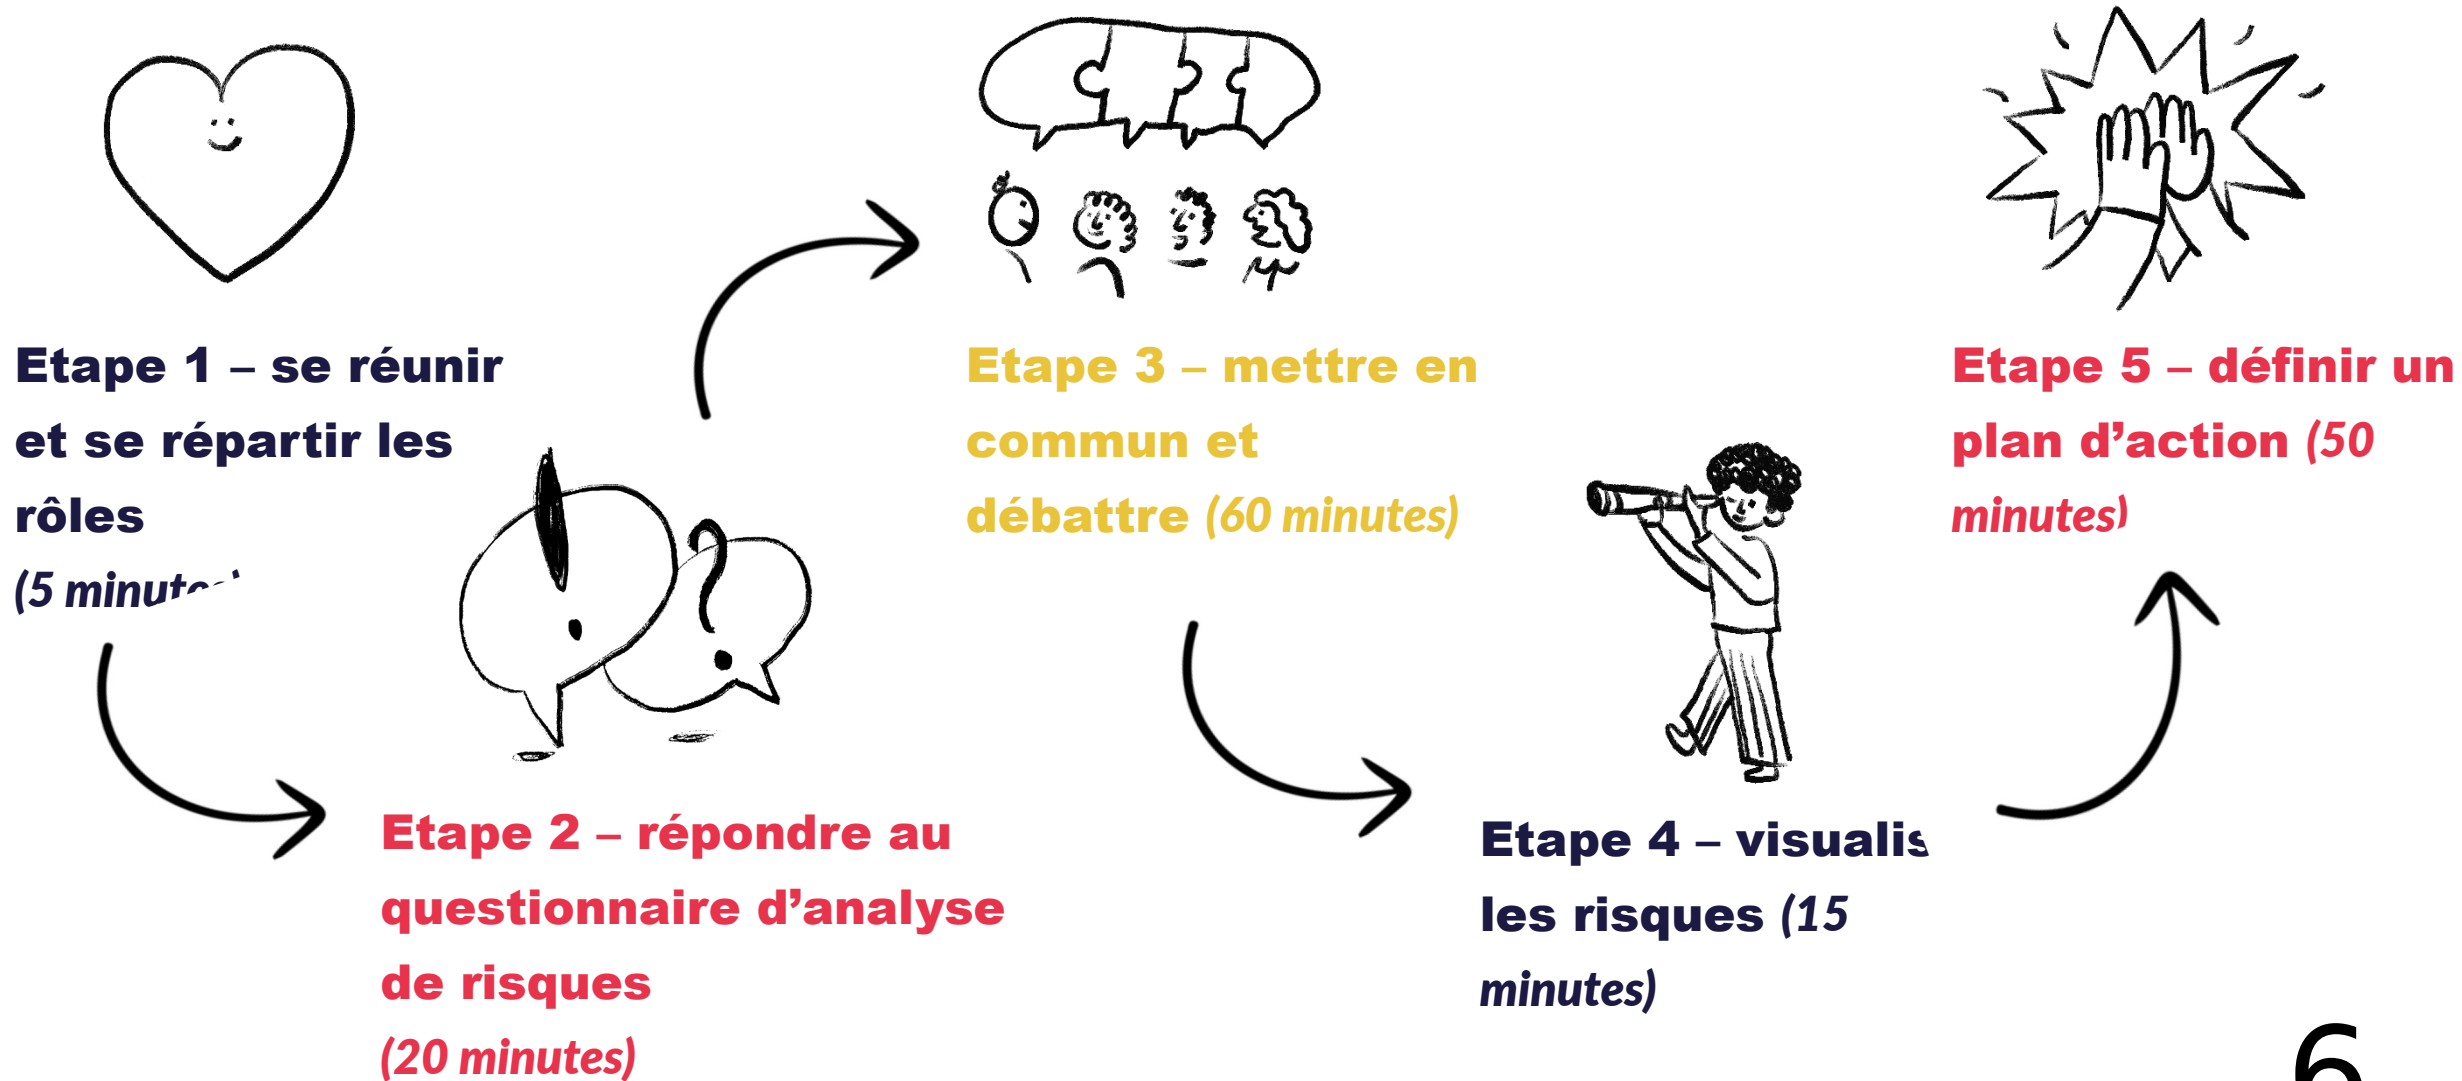 Etape 1 – se réunir
et se répartir les
rôles
(5 minutes)
Etape 2 – répondre au
questionnaire d’analyse
de risques
(20 minutes)
Etape 3 – mettre en
commun et
débattre (60 minutes)
Etape 4 – visualis
les risques (15
minutes)
Etape 5 – définir un
plan d’action (50
minutes)
6